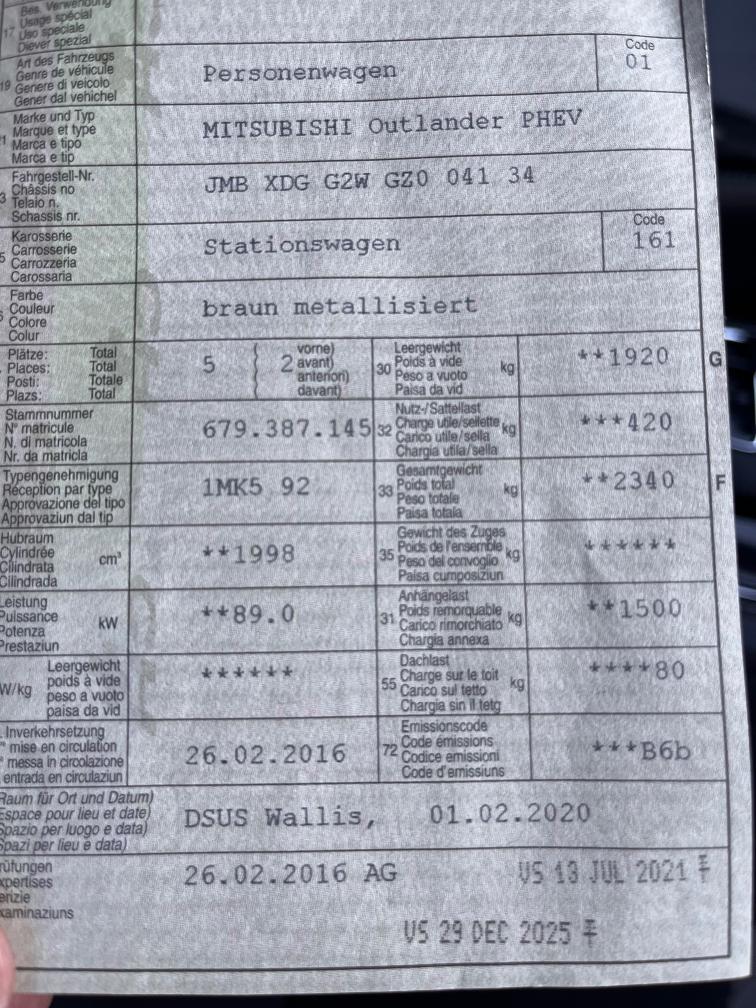 Bes. Verwendung
17 Usage spécial
Uso speciale
Diever spezial
Art des Fahrzeugs
19 Genre de véhicule
Genere di veicolo
Gener dal vehichel
Personenwagen
Code
01
Marke und Typ
Marque et type
Marca e tipo
Marca e tip
MITSUBISHI Outlander PHEV
Fahrgestell-Nr.
Châssis no
Telaio n.
Schassis nr.
JMB XDG G2W GZ0 041 34
Karosserie
Carrosserie
Carrozzeria
Carossaria
Stationswagen
Code
161
Farbe
Couleur
Colore
Colur
braun metallisiert
Plätze: Total
Places: Total
Posti: Totale
Plazs: Total
5 { 2 vorne)
avant)
anteriori)
davant)
30 Leergewicht
Poids à vide
Peso a vuoto
Paisa da vid
kg
**1920
G
Stammnummer
N° matricule
N. di matricola
Nr. da matricla
679.387.145
32 Nutz-/Sattellast
Charge utile/sellette
Carico utile/sella
Chargia utila/sella
kg
***420
Typengenehmigung
Réception par type
Approvazione del tipo
Approvaziun dal tip
1MK5 92
33 Gesamtgewicht
Poids total
Peso totale
Paisa totala
kg
**2340
F
Hubraum
Cylindrée
Cilindrata
Cilindrada
cm³
**1998
35 Gewicht des Zuges
Poids de l'ensemble
Peso del convoglio
Paisa cumposiziun
kg
******
Leistung
Puissance
Potenza
Prestaziun
kW
**89.0
31 Anhängelast
Poids remorquable
Carico rimorchiato
Chargia annexa
kg
**1500
W/kg
Leergewicht
poids à vide
peso a vuoto
paisa da vid
******
55 Dachlast
Charge sur le toit
Carico sul tetto
Chargia sin il tetg
kg
****80
. Inverkehrsetzung
mise en circulation
messa in circolazione
entrada en circulaziun
26.02.2016
72 Emissionscode
Code émissions
Codice emissioni
Code d'emissiuns
***B6b
Raum für Ort und Datum)
Espace pour lieu et date)
Spazio per luogo e data)
Spazi per lieu e data)
DSUS Wallis, 01.02.2020
rüfungen
xpertises
enzie
xaminaziuns
26.02.2016 AG
VS 13 JUL 2021
VS 29 DEC 2025